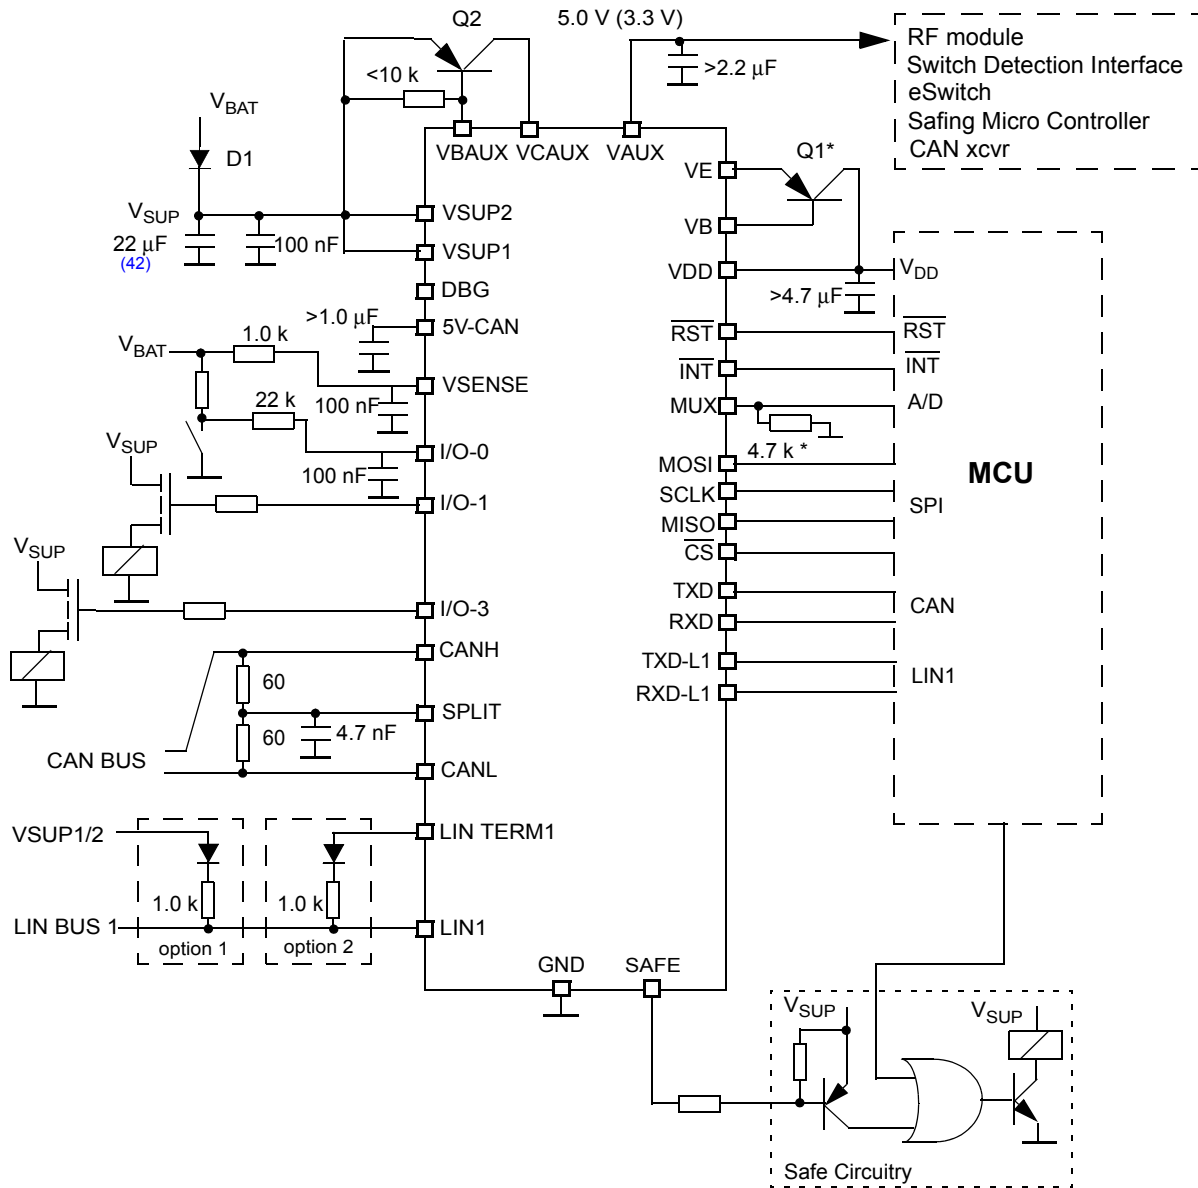 Q2
5.0 V (3.3 V)
RF module
Switch Detection Interface
eSwitch
Safing Micro Controller
CAN xcvr
>2.2 μF
<10 k
VBAT
D1
VSUP
22 μF
(42)
100 nF
VBAUX
VCAUX
VAUX
VSUP2
VSUP1
DBG
5V-CAN
>1.0 μF
VBAT
1.0 k
VSENSE
100 nF
22 k
I/O-0
100 nF
VSUP
I/O-1
VSUP
I/O-3
CANH
60
SPLIT
4.7 nF
60
CAN BUS
CANL
VSUP1/2
LIN TERM1
1.0 k
1.0 k
LIN BUS 1
LIN1
option 1
option 2
GND
SAFE
VE
Q1*
VB
VDD
VDD
>4.7 μF
RST
RST
INT
INT
MUX
A/D
4.7 k *
MOSI
SCLK
MISO
CS
SPI
MCU
TXD
RXD
CAN
TXD-L1
RXD-L1
LIN1
VSUP
VSUP
Safe Circuitry